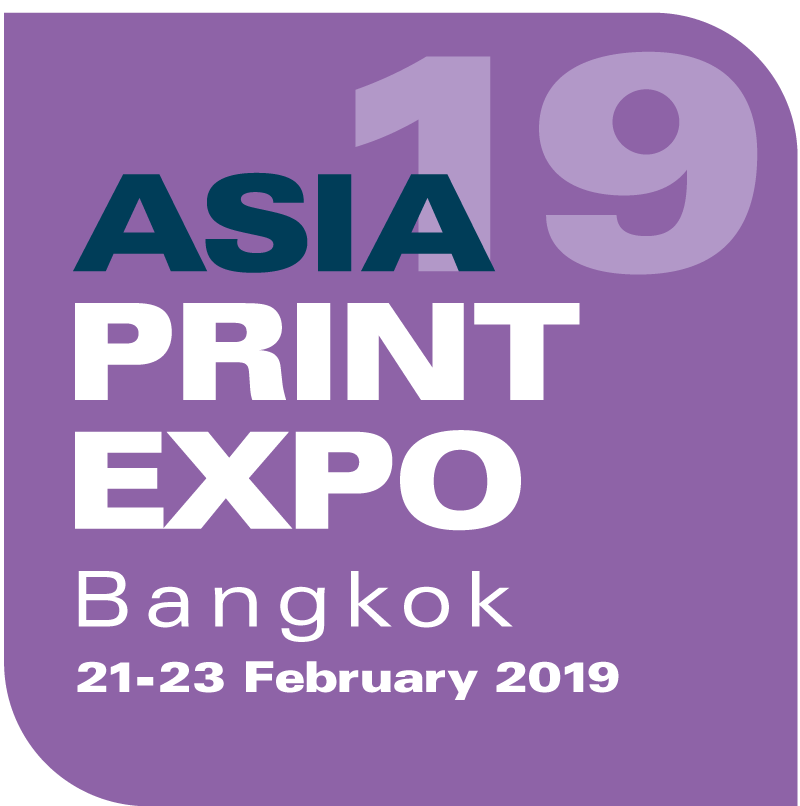 19
ASIA
PRINT
EXPO
Bangkok
21-23 February 2019